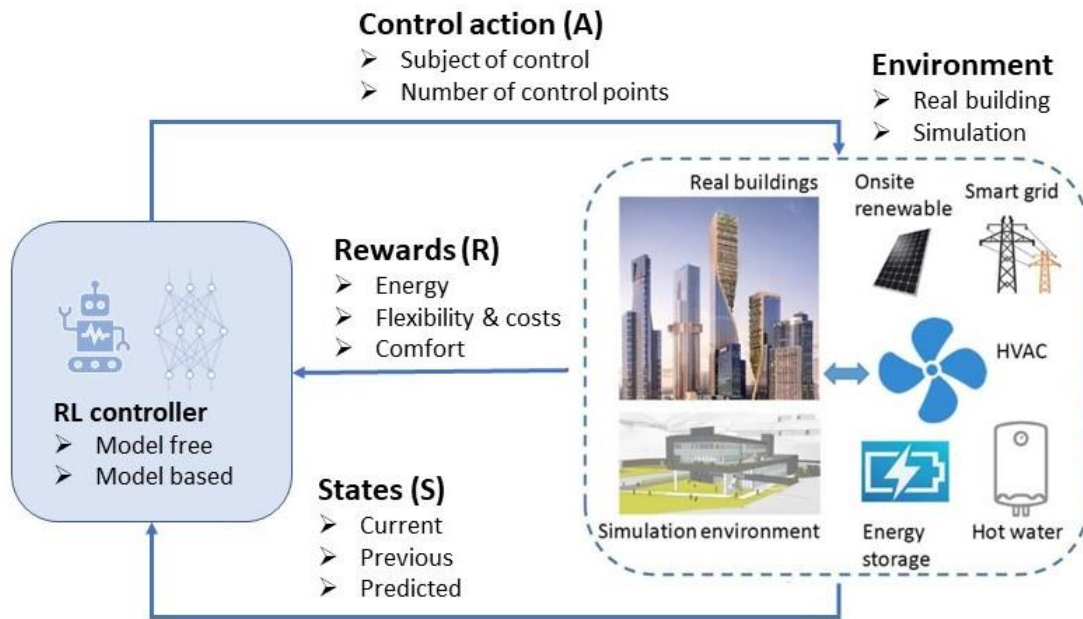 Control action (A)
➢ Subject of control
➢ Number of control points
Environment
➢ Real building
➢ Simulation
Real buildings
Onsite
renewable
Smart grid
Rewards (R)
➢ Energy
➢ Flexibility & costs
➢ Comfort
HVAC
RL controller
➢ Model free
➢ Model based
States (S)
➢ Current
➢ Previous
➢ Predicted
Simulation environment
Energy
storage
Hot water